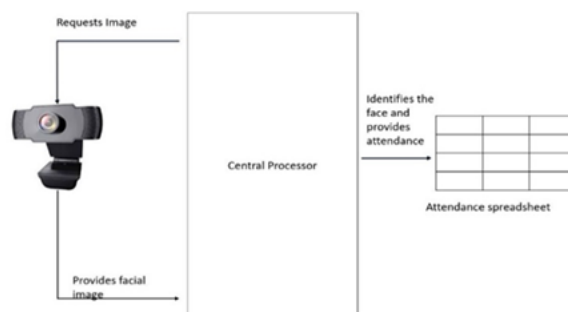 Requests Image
Identifies the
face and
provides
attendance
Central Processor
Attendance spreadsheet
Provides facial
image